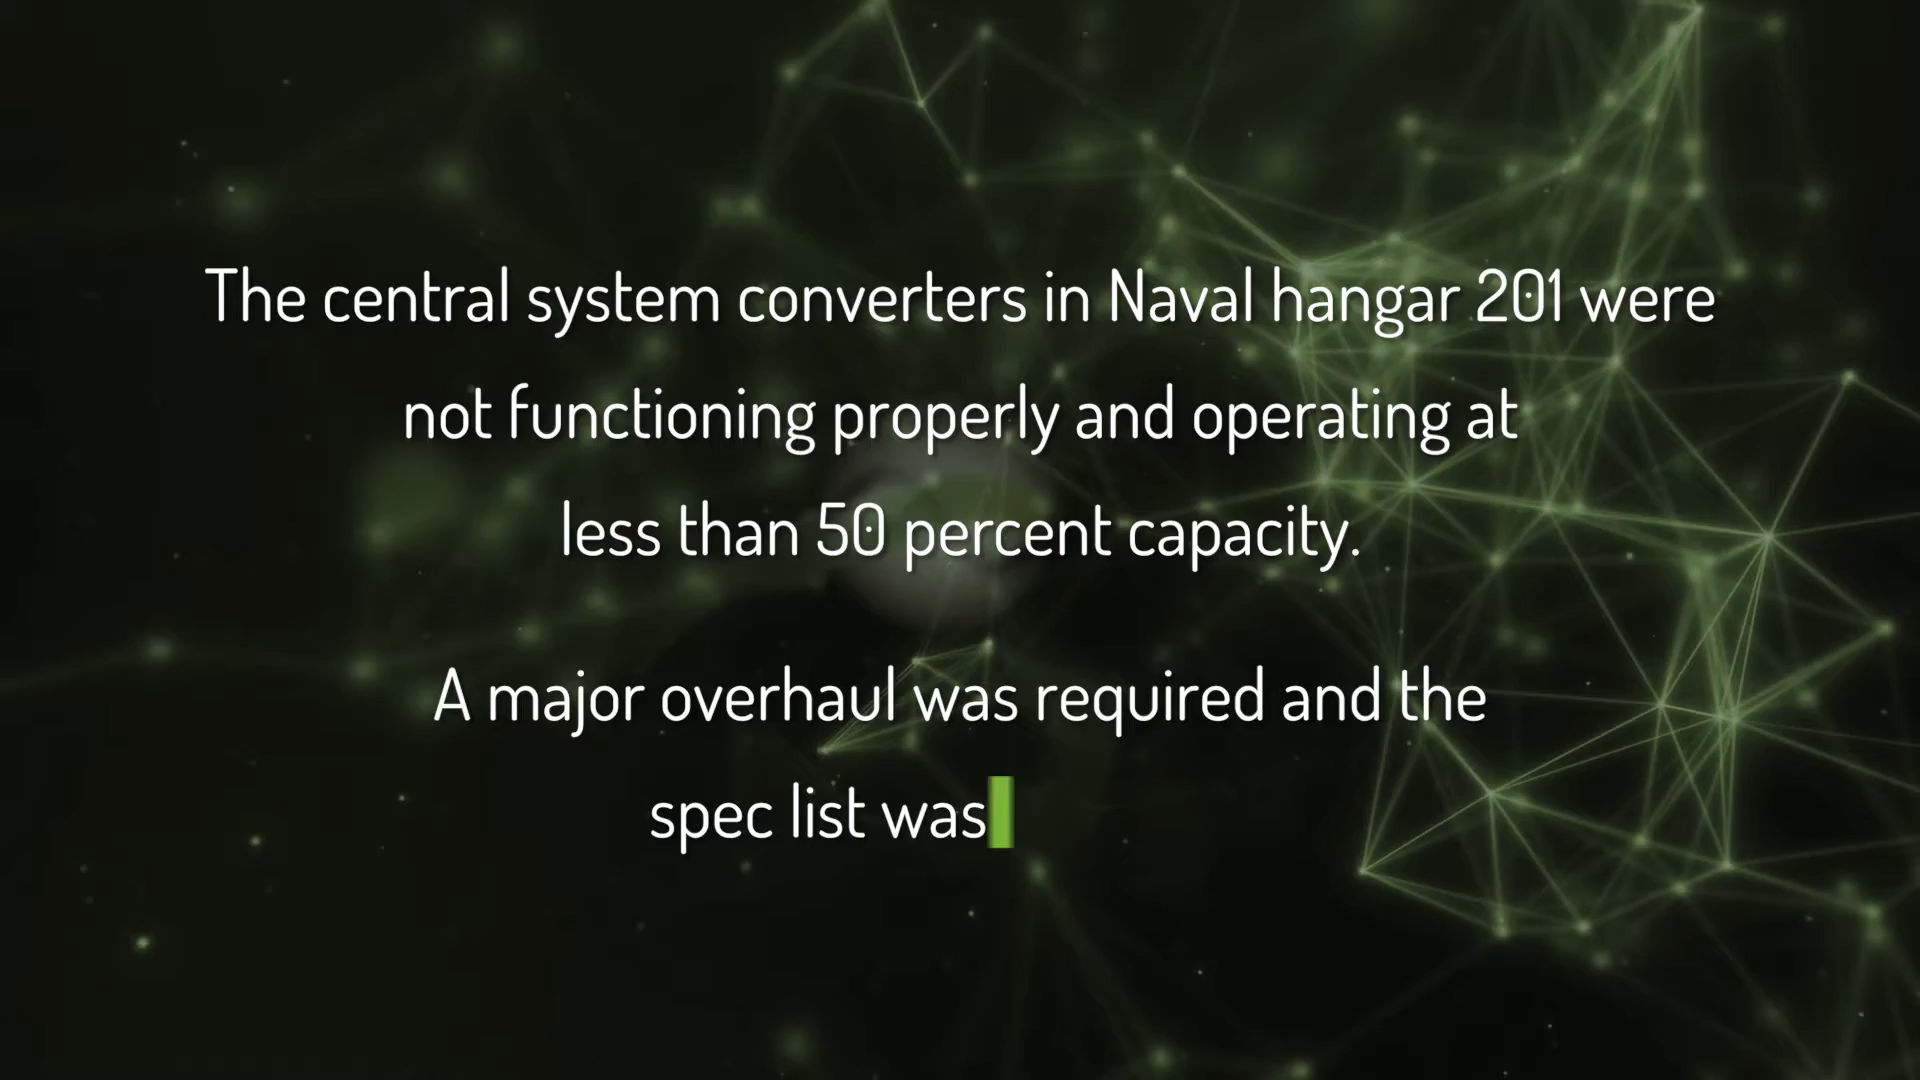 The central system converters in Naval hangar 201 were
not functioning properly and operating at
less than 50 percent capacity.
A major overhaul was required and the
spec list was